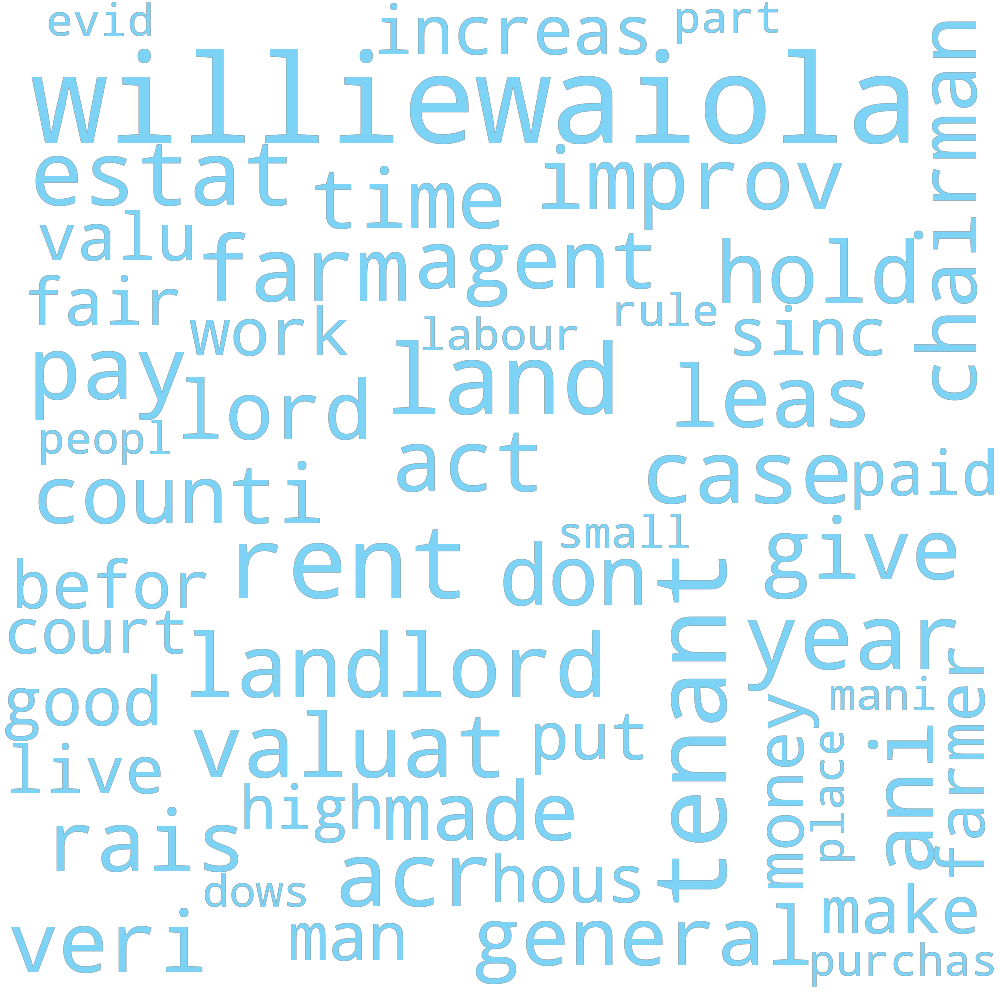 evid increas part
williewaiola
chairman
estat time improv
valu farm agent hold
fair work labour rule sinc
pay lord land leas
peopl act case paid
counti small give
rent don tenant
befor year
court landlord
good mani
valuat put money ani farmer
live place
high made
rais acr hous
dows make
veri man general purchas